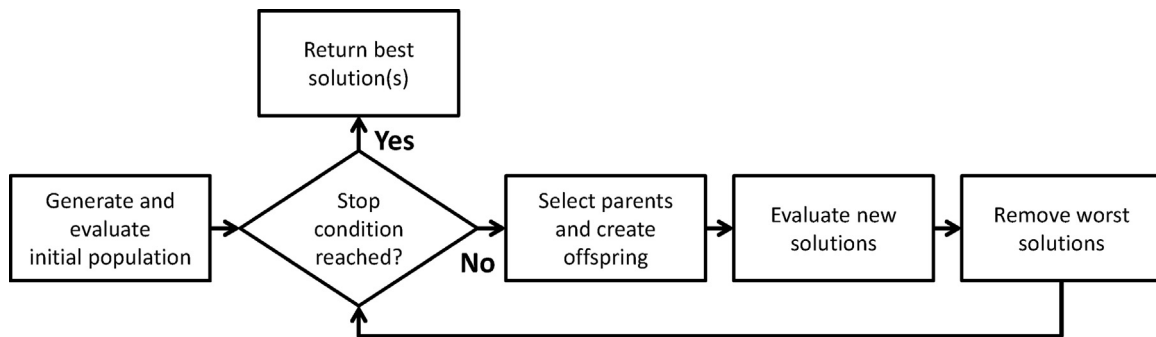 Return best
solution(s)
Yes
Generate and
evaluate
initial population
Stop
condition
reached?
No
Select parents
and create
offspring
Evaluate new
solutions
Remove worst
solutions